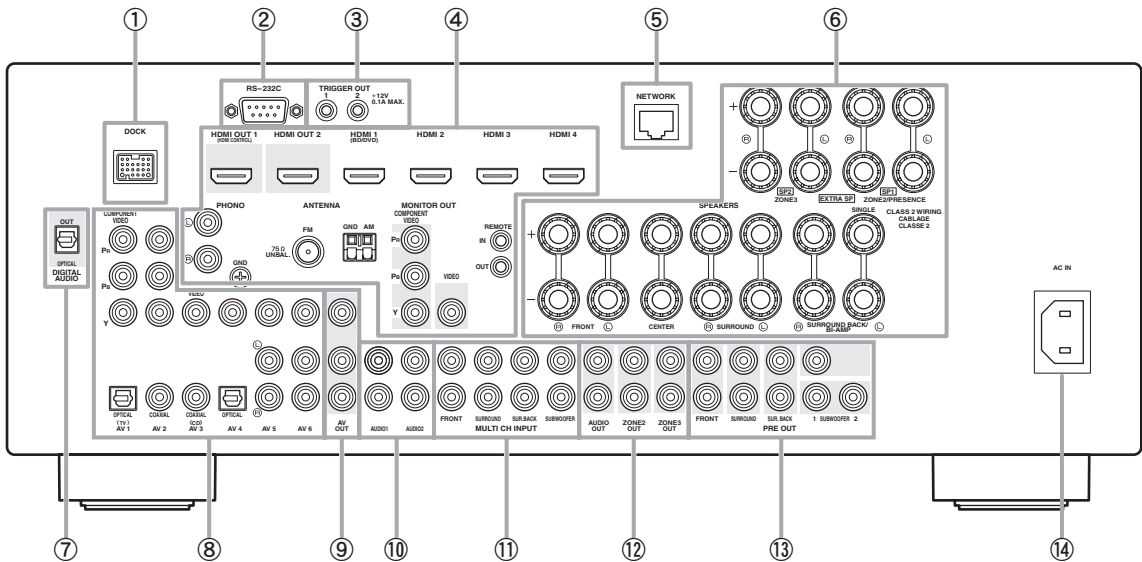 ① ② ③ ④ ⑤ ⑥
RS-232C
TRIGGER OUT
1 2
+12V
0.1A MAX.
NETWORK
DOCK
HDMI OUT 1
(HDMI CONTROL)
HDMI OUT 2
HDMI 1
(BD/DVD)
HDMI 2
HDMI 3
HDMI 4
+
R L R L
−
SP2
ZONE3
EXTRA SP
SP1
ZONE2/PRESENCE
PHONO
L
R
GND
ANTENNA
FM
75Ω
UNBAL.
GND AM
MONITOR OUT
COMPONENT
VIDEO
PR
PB
Y
VIDEO
REMOTE
IN
OUT
SPEAKERS
SINGLE
CLASS 2 WIRING
CABLAGE
CLASSE 2
+
−
R FRONT L
CENTER
R SURROUND L
R SURROUND BACK/
BI-AMP L
AC IN
OUT
OPTICAL
DIGITAL
AUDIO
COMPONENT
VIDEO
PR
PB
Y
VIDEO
L
R
OPTICAL
(TV)
AV 1
COAXIAL
AV 2
COAXIAL
(CD)
AV 3
OPTICAL
AV 4
AV 5
AV 6
AV
OUT
AUDIO1
AUDIO2
FRONT
SURROUND
SUR.BACK
SUBWOOFER
MULTI CH INPUT
AUDIO
OUT
ZONE2
OUT
ZONE3
OUT
FRONT
SURROUND
SUR.BACK
1 SUBWOOFER 2
PRE OUT
⑦ ⑧ ⑨ ⑩ ⑪ ⑫ ⑬ ⑭